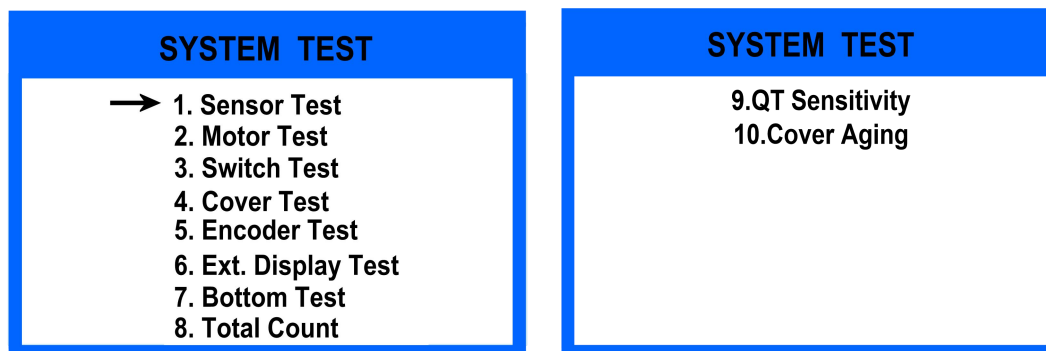 SYSTEM TEST
1. Sensor Test
2. Motor Test
3. Switch Test
4. Cover Test
5. Encoder Test
6. Ext. Display Test
7. Bottom Test
8. Total Count
SYSTEM TEST
9.QT Sensitivity
10.Cover Aging